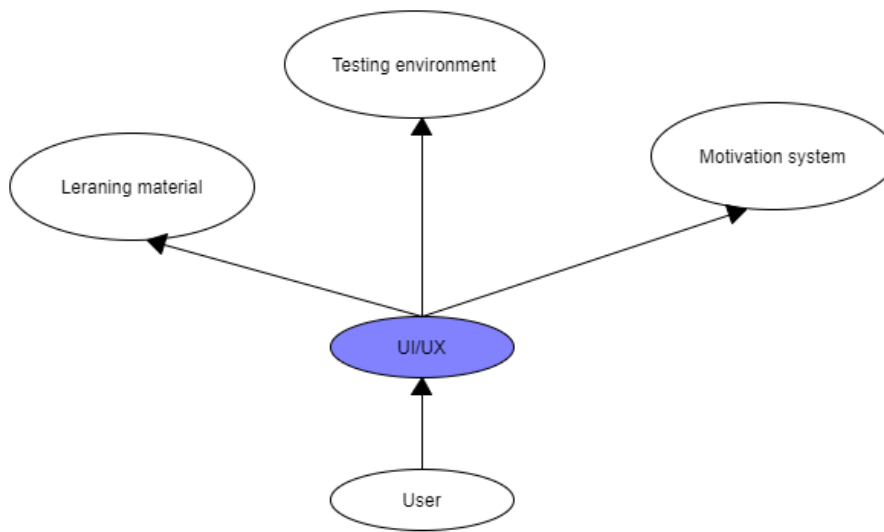 Testing environment
Motivation system
Leraning material
UI/UX
User